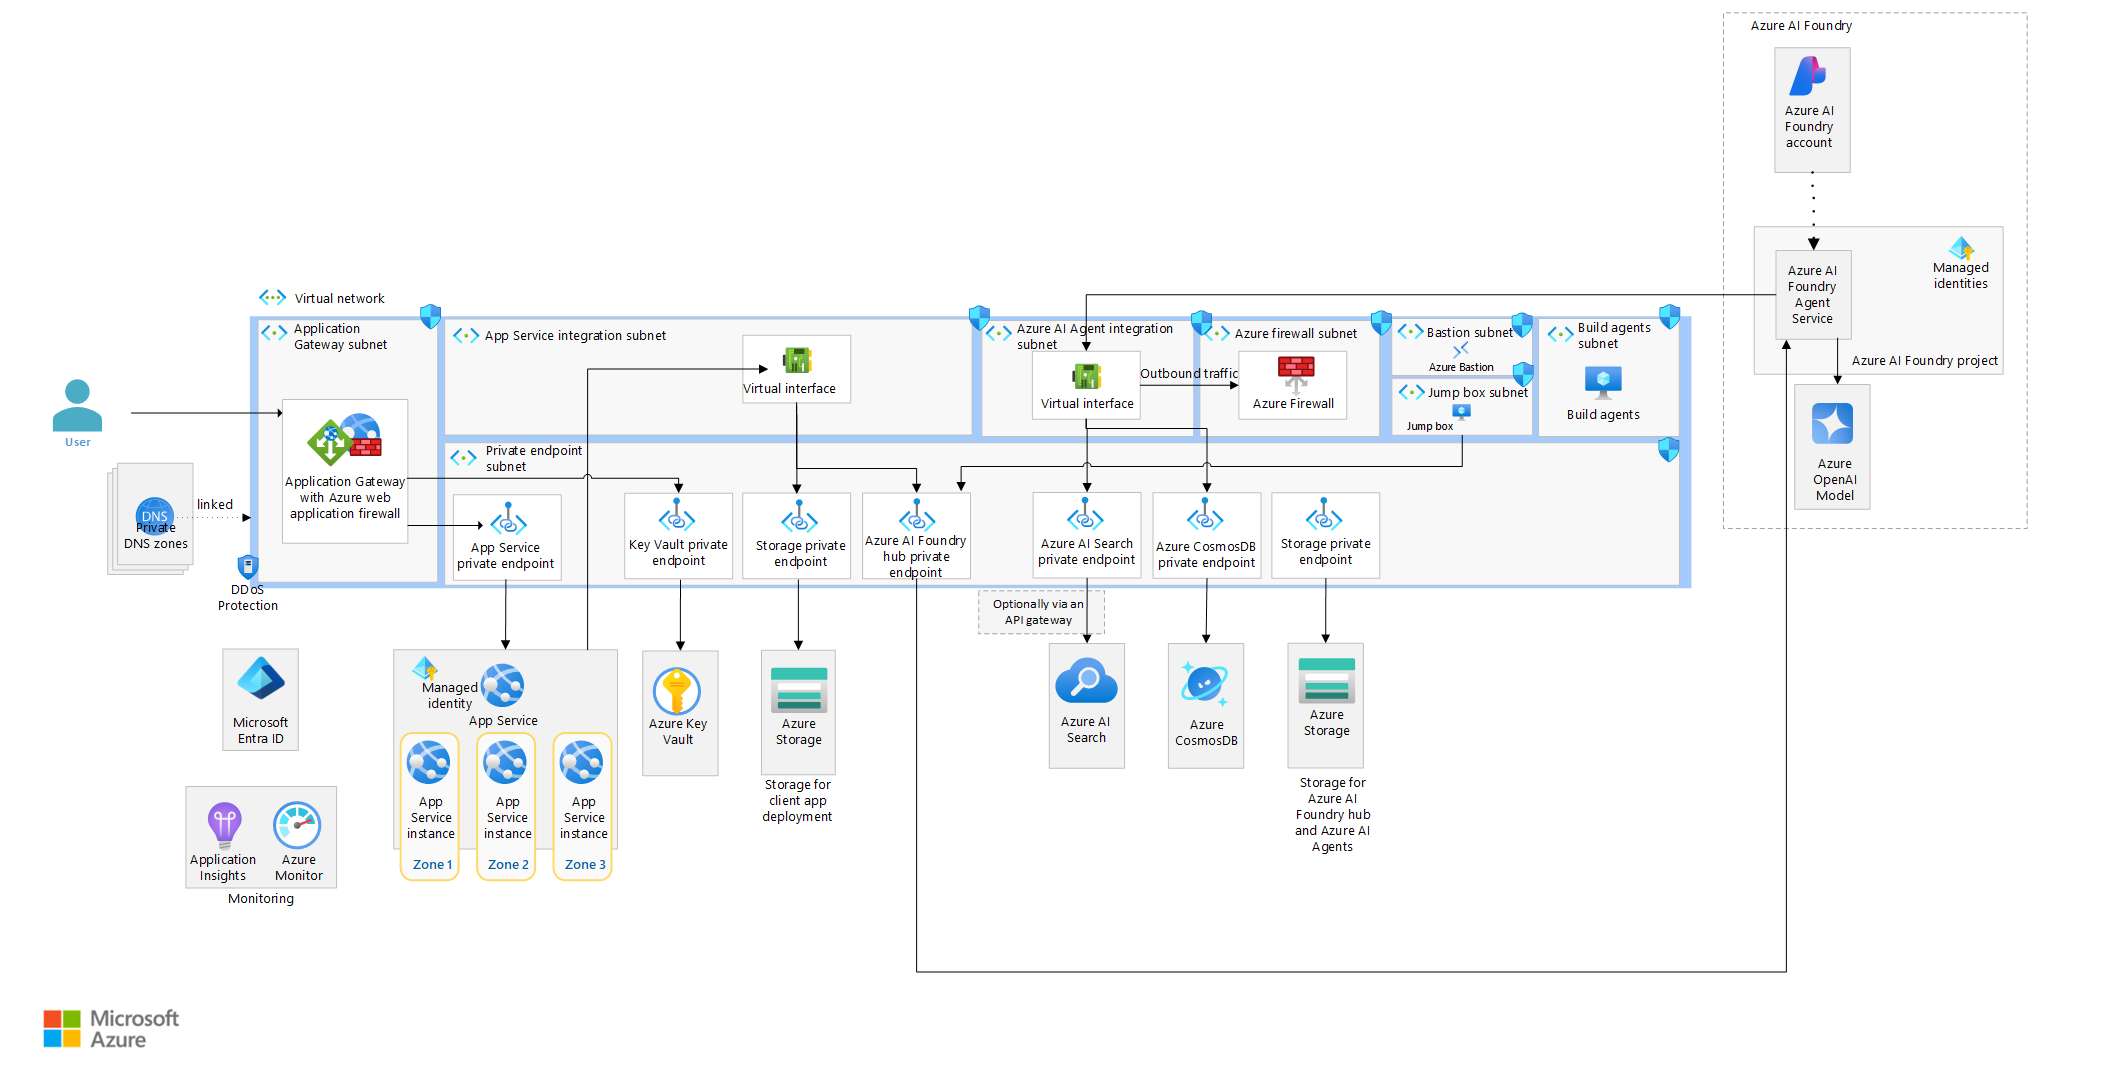 Azure AI Foundry
Azure AI
Foundry
account
Azure AI
Foundry
Agent
Service
Managed
identities
Azure AI Foundry project
Azure
OpenAI
Model
Virtual network
Application
Gateway subnet
App Service integration subnet
Virtual interface
Azure AI Agent integration
subnet
Virtual interface
Outbound traffic
Azure firewall subnet
Azure Firewall
Bastion subnet
Azure Bastion
Jump box subnet
Jump box
Build agents
subnet
Build agents
User
Application Gateway
with Azure web
application firewall
Private endpoint
subnet
linked
DNS
Private
DNS zones
DDoS
Protection
App Service
private endpoint
Key Vault private
endpoint
Storage private
endpoint
Azure AI Foundry
hub private
endpoint
Azure AI Search
private endpoint
Azure CosmosDB
private endpoint
Storage private
endpoint
Optionally via an
API gateway
Microsoft
Entra ID
Managed
identity
App Service
App
Service
instance
Zone 1
App
Service
instance
Zone 2
App
Service
instance
Zone 3
Azure Key
Vault
Azure
Storage
Storage for
client app
deployment
Azure AI
Search
Azure
CosmosDB
Azure
Storage
Storage for
Azure AI
Foundry hub
and Azure AI
Agents
Application
Insights
Azure
Monitor
Monitoring
Microsoft
Azure